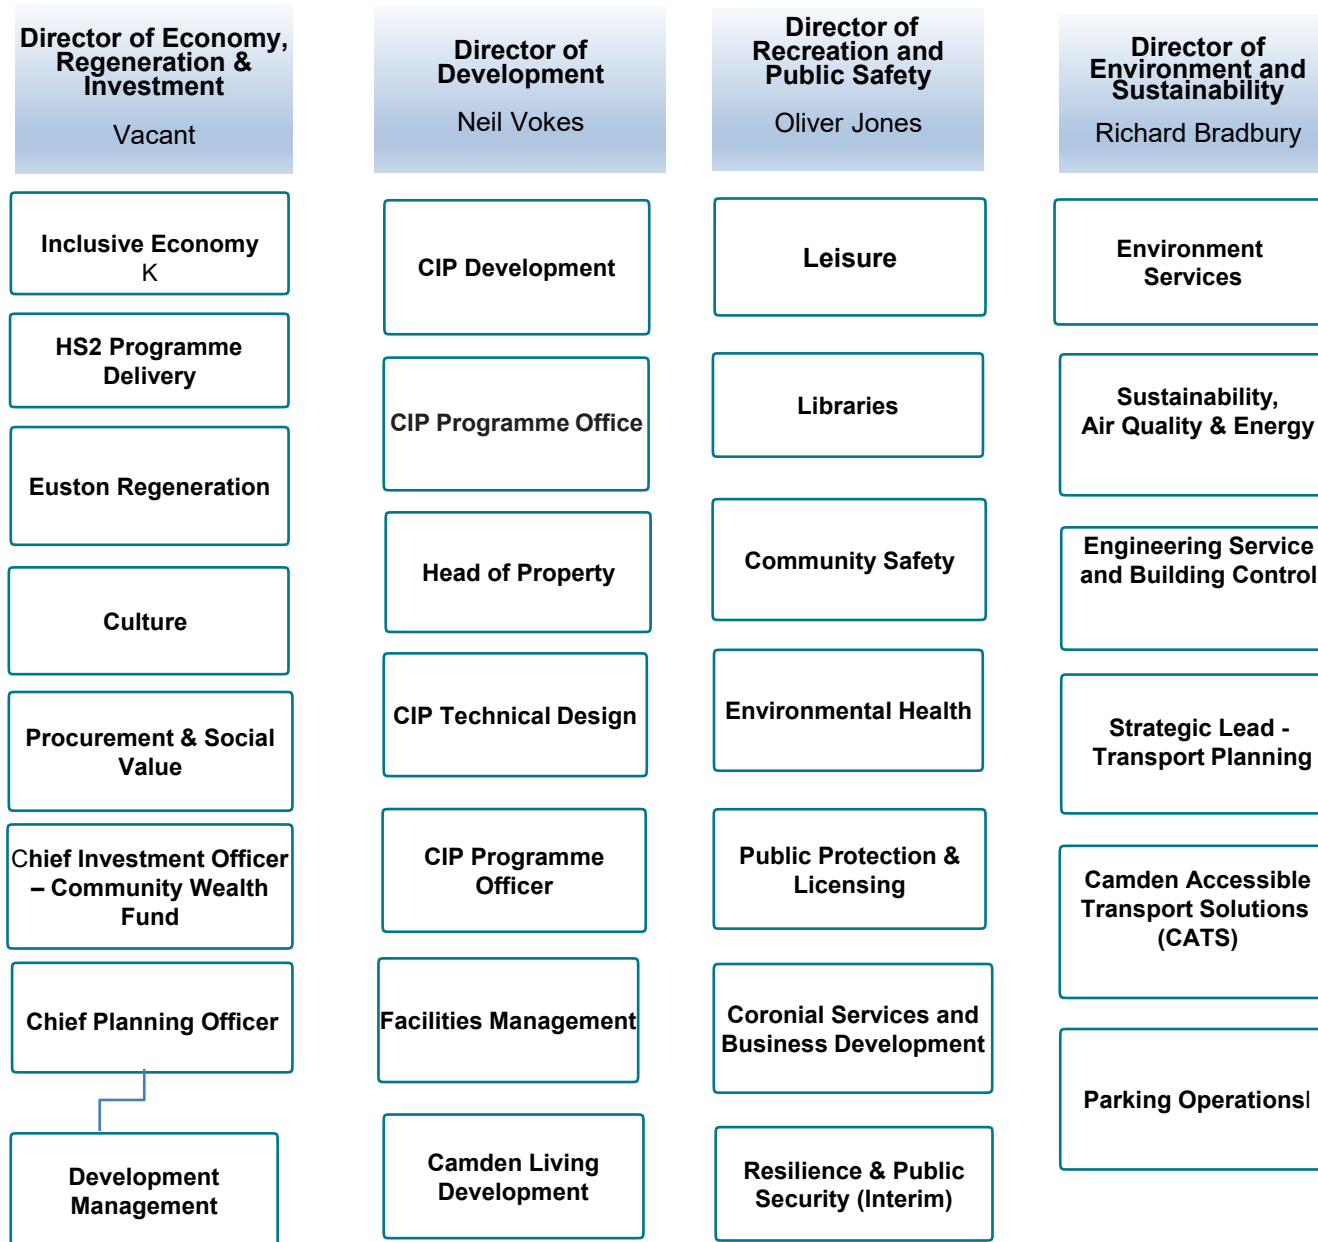 Director of Economy,
Regeneration &
Investment
Vacant
Inclusive Economy
K
HS2 Programme
Delivery
Euston Regeneration
Culture
Procurement & Social
Value
Chief Investment Officer
– Community Wealth
Fund
Chief Planning Officer
Development
Management
Director of
Development
Neil Vokes
CIP Development
CIP Programme Office
Head of Property
CIP Technical Design
CIP Programme
Officer
Facilities Management
Camden Living
Development
Director of
Recreation and
Public Safety
Oliver Jones
Leisure
Libraries
Community Safety
Environmental Health
Public Protection &
Licensing
Coronial Services and
Business Development
Resilience & Public
Security (Interim)
Director of
Environment and
Sustainability
Richard Bradbury
Environment
Services
Sustainability,
Air Quality & Energy
Engineering Service
and Building Control
Strategic Lead -
Transport Planning
Camden Accessible
Transport Solutions
(CATS)
Parking Operationsl